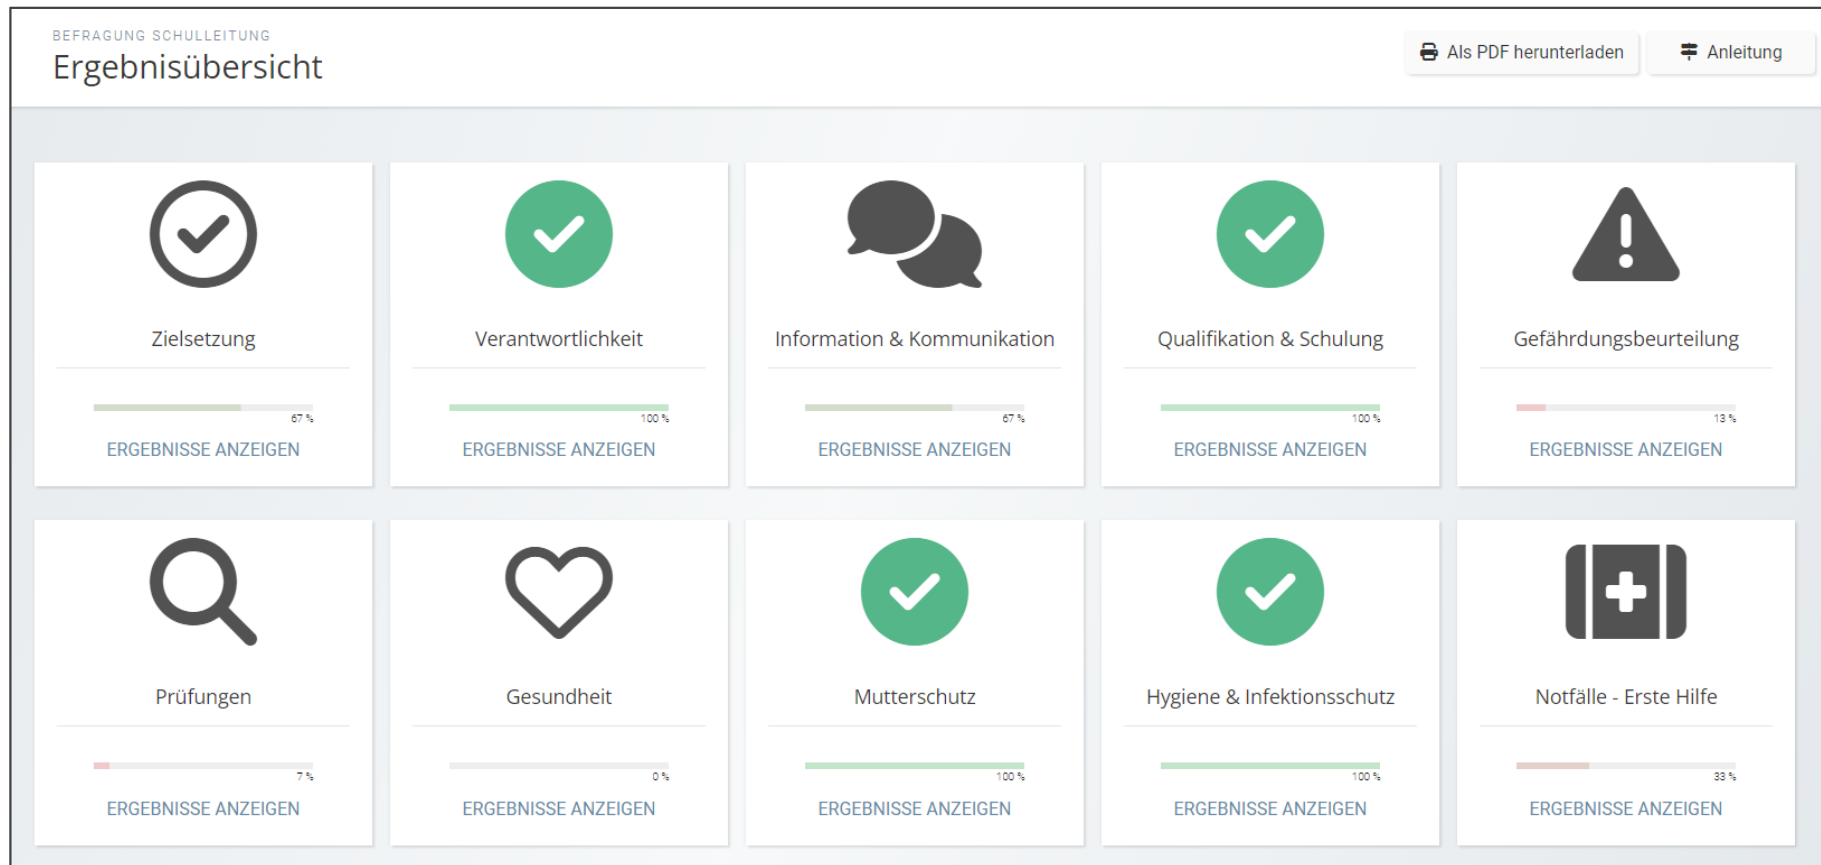 BEFRAGUNG SCHULLEITUNG
Ergebnisübersicht
Als PDF herunterladen
Anleitung
Zielsetzung
67 %
ERGEBNISSE ANZEIGEN
Verantwortlichkeit
100 %
ERGEBNISSE ANZEIGEN
Information & Kommunikation
67 %
ERGEBNISSE ANZEIGEN
Qualifikation & Schulung
100 %
ERGEBNISSE ANZEIGEN
Gefährdungsbeurteilung
13 %
ERGEBNISSE ANZEIGEN
Prüfungen
7 %
ERGEBNISSE ANZEIGEN
Gesundheit
0 %
ERGEBNISSE ANZEIGEN
Mutterschutz
100 %
ERGEBNISSE ANZEIGEN
Hygiene & Infektionsschutz
100 %
ERGEBNISSE ANZEIGEN
Notfälle - Erste Hilfe
33 %
ERGEBNISSE ANZEIGEN